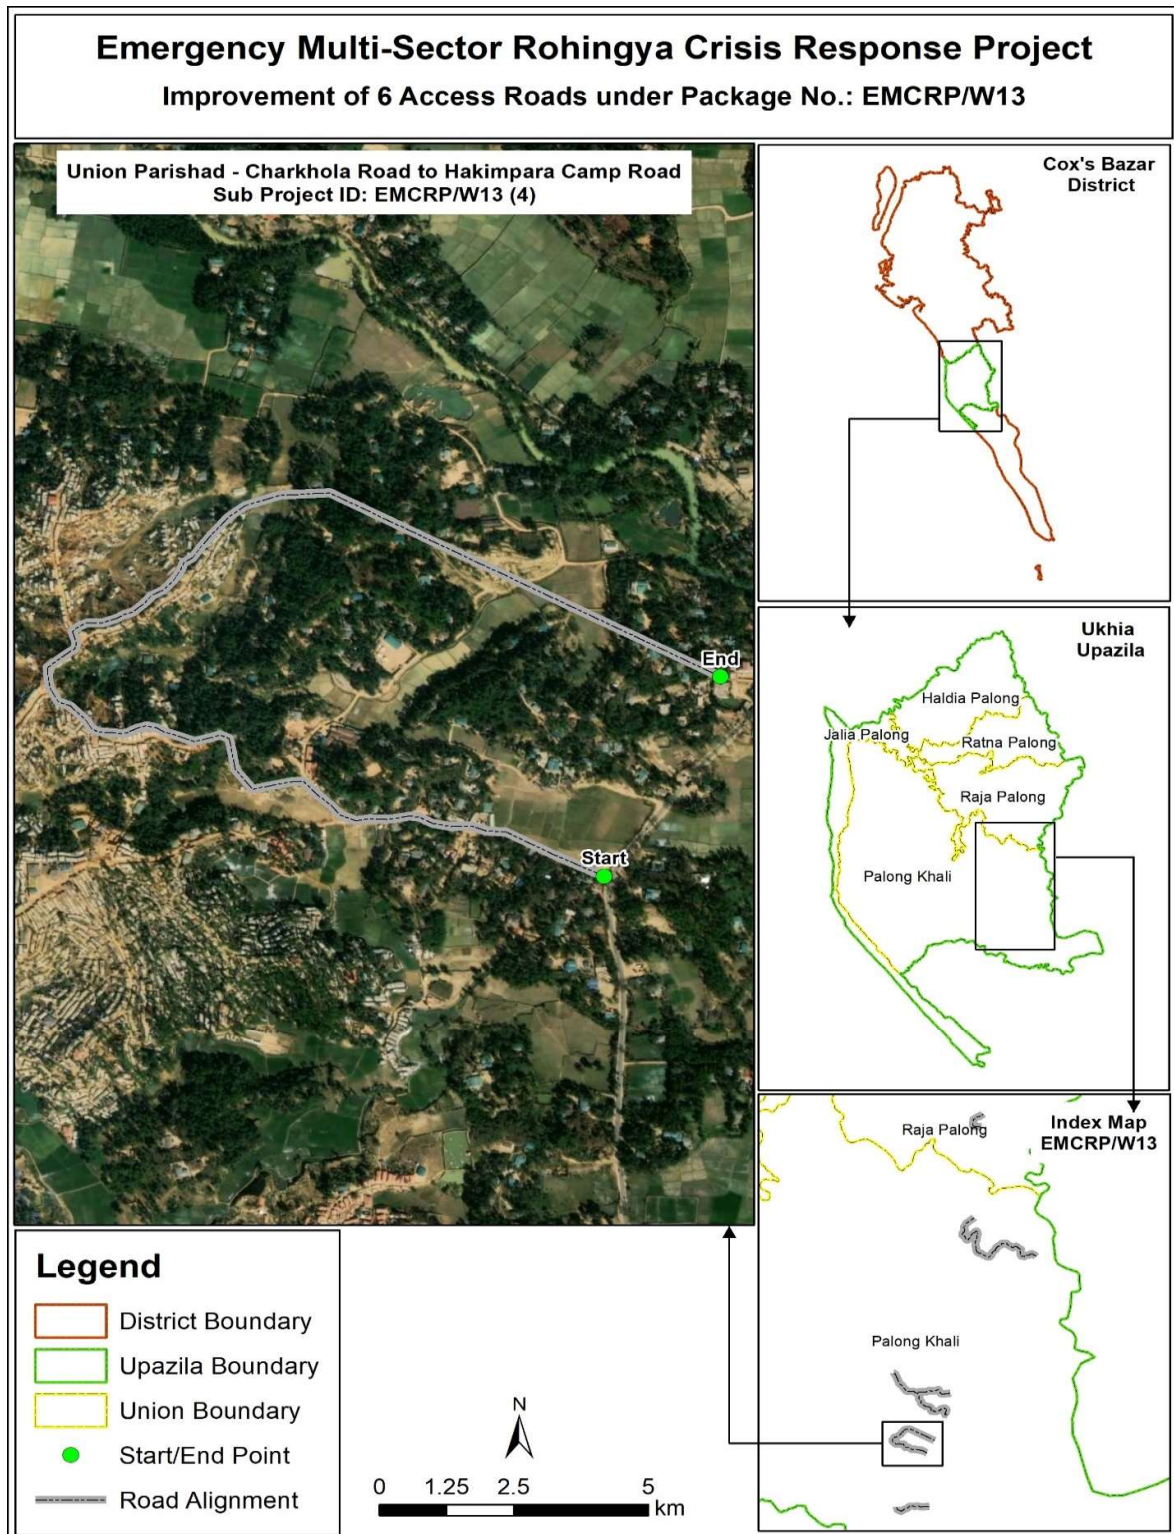 Emergency Multi-Sector Rohingya Crisis Response Project
Improvement of 6 Access Roads under Package No.: EMCRP/W13
Union Parishad - Charkhola Road to Hakimpara Camp Road
Sub Project ID: EMCRP/W13 (4)
End
Start
Cox's Bazar
District
Ukhia
Upazila
Haldia Palong
Jalia Palong
Ratna Palong
Raja Palong
Palong Khali
Index Map
EMCRP/W13
Raja Palong
Palong Khali
Legend
District Boundary
Upazila Boundary
Union Boundary
Start/End Point
Road Alignment
N
0 1.25 2.5 5
km